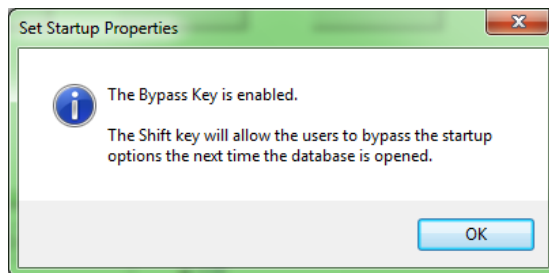 Set Startup Properties
The Bypass Key is enabled.
The Shift key will allow the users to bypass the startup
options the next time the database is opened.
OK